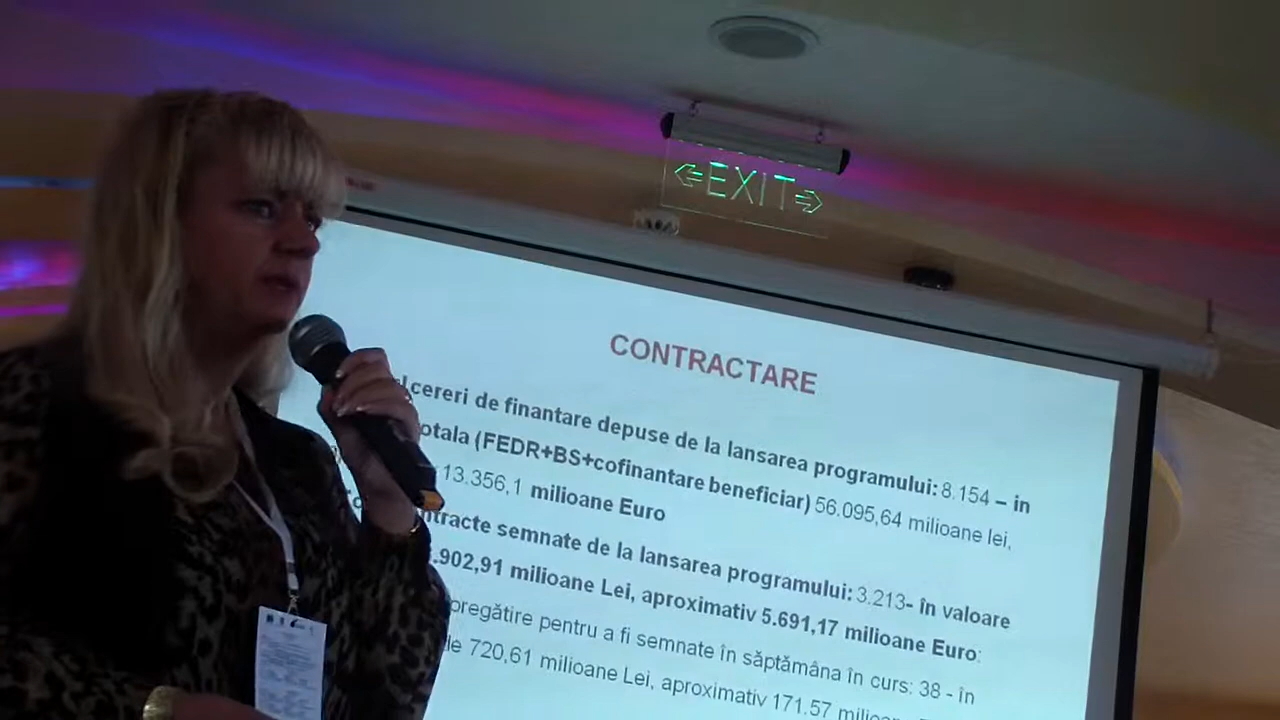 EXIT
CONTRACTARE
cereri de finantare depuse de la lansarea programului: 8.154 – in
otala (FEDR+BS+cofinantare beneficiar) 56.095,64 milioane lei,
13.356,1 milioane Euro
ntracte semnate de la lansarea programului: 3.213- în valoare
.902,91 milioane Lei, aproximativ 5.691,17 milioane Euro:
pregătire pentru a fi semnate în săptămâna în curs: 38 - în
de 720,61 milioane Lei, aproximativ 171.57 milioane